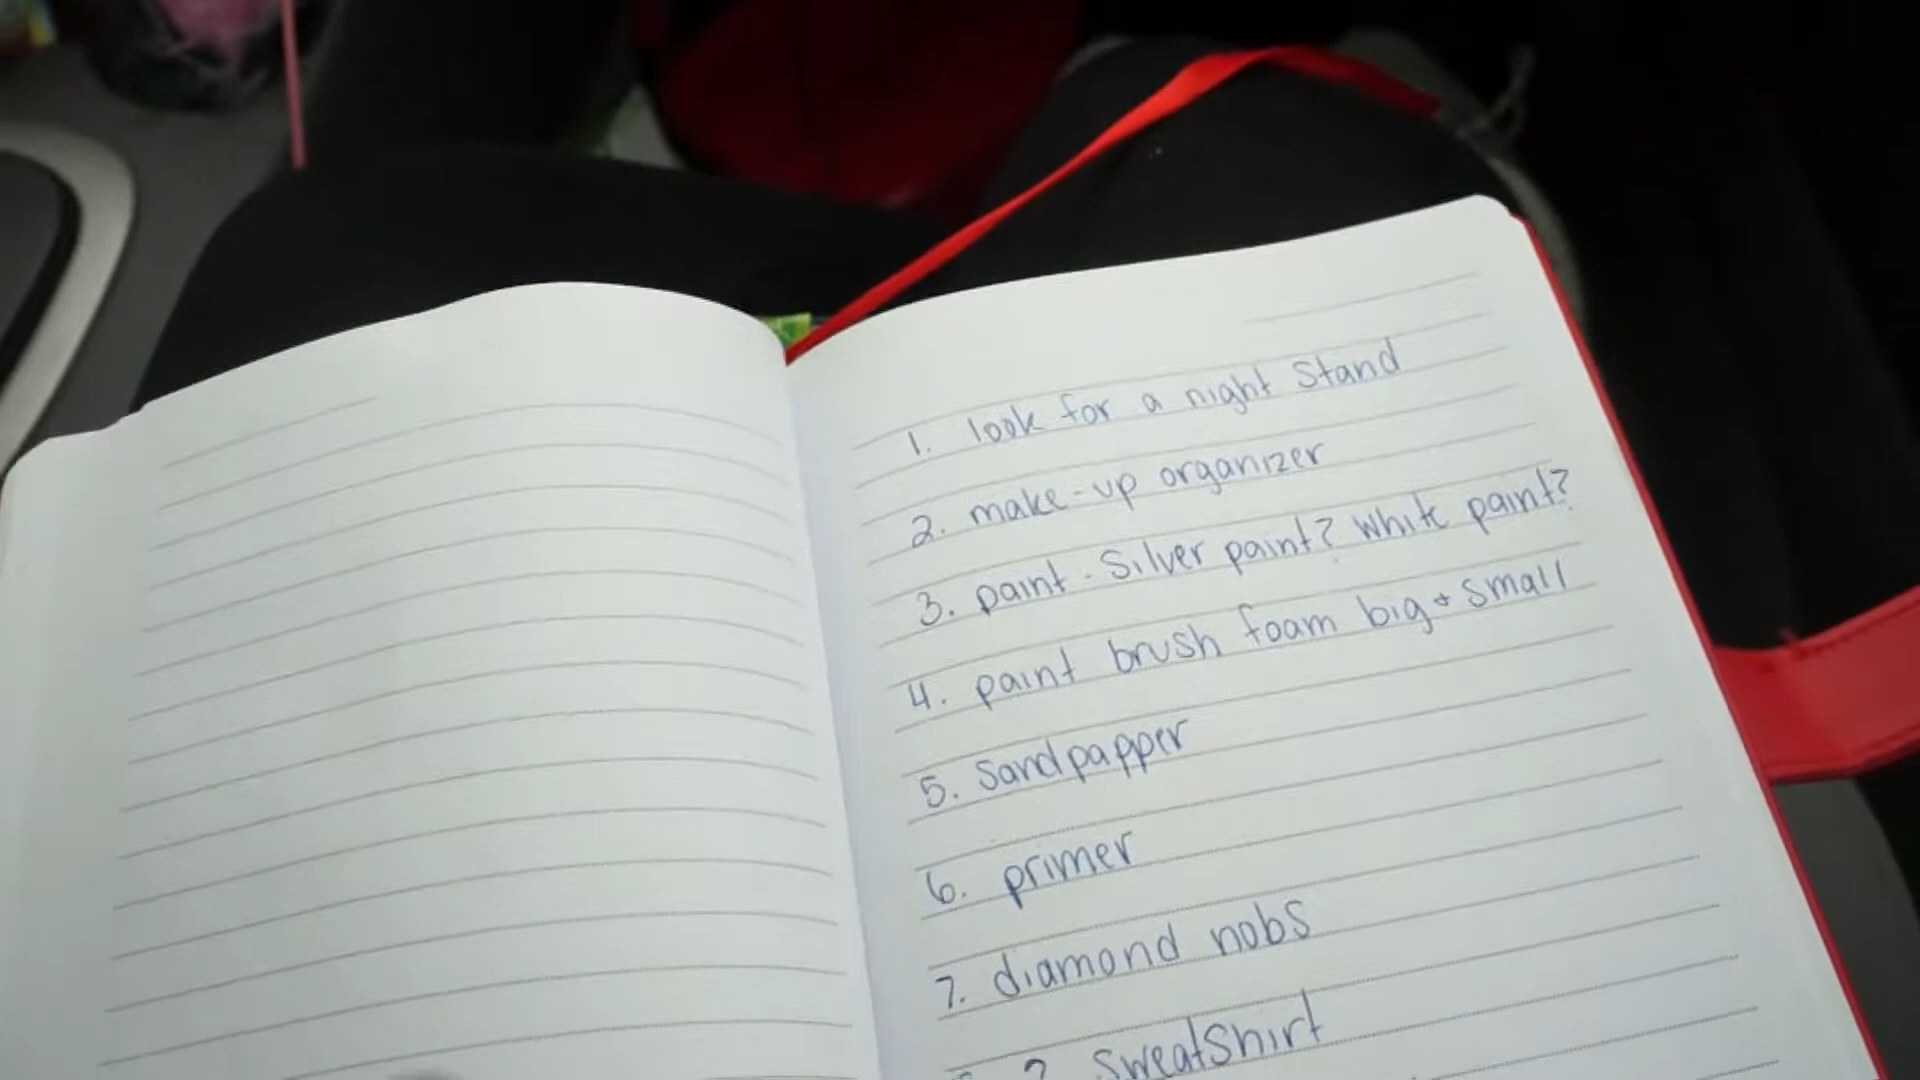 1. look for a night Stand
2. make-up organizer
3. paint - Silver paint? White paint?
4. paint brush foam big & small
5. Sandpapper
6. primer
7. diamond nobs
? Sweatshirt